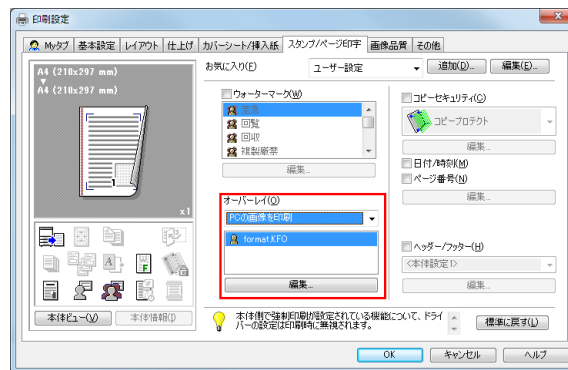 印刷設定
Myタブ 基本設定 レイアウト 仕上げ カバーシート/挿入紙 スタンプ/ページ印字 画像品質 その他
A4 (210x297 mm)
A4 (210x297 mm)
x1
本体ビュー(V) 本体情報(I)
お気に入り(F) ユーザー設定 追加(D)... 編集(E)...
ウォーターマーク(W)
至急
回覧
回収
複製厳禁
編集...
オーバーレイ(O)
PCの画像を印刷
format.KFO
編集...
コピーセキュリティ(C)
コピープロテクト
編集...
日付/時刻(M)
ページ番号(N)
編集...
ヘッダー/フッター(H)
<本体設定1>
編集...
本体側で強制印刷が設定されている機能について、ドライ
バーの設定は印刷時に無視されます。
標準に戻す(L)
OK キャンセル ヘルプ